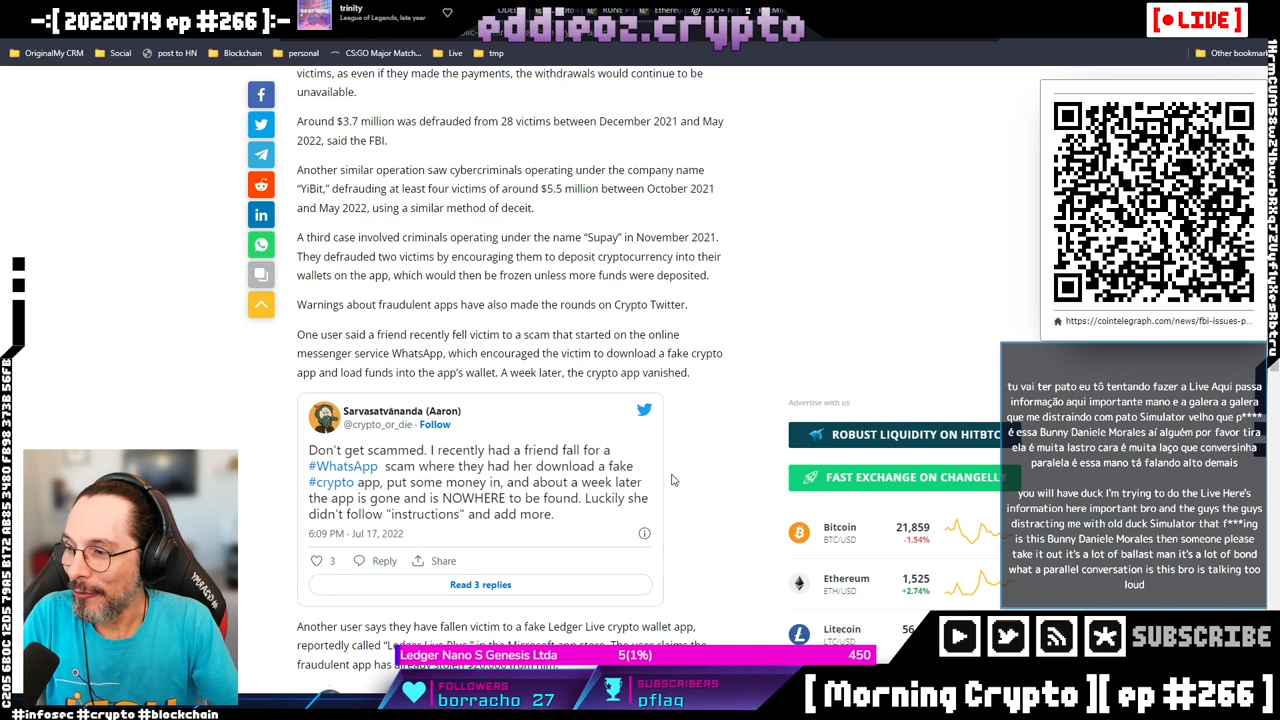 -:[ 20220719 ep #266 ]:-
trinity
League of Legends, late year
eddieoz.crypto
[● LIVE]
OriginalMy CRM
Social
post to HN
Blockchain
personal
CS:GO Major Match...
Live
tmp
Other bookmar
victims, as even if they made the payments, the withdrawals would continue to be
unavailable.
Around $3.7 million was defrauded from 28 victims between December 2021 and May
2022, said the FBI.
Another similar operation saw cybercriminals operating under the company name
“YiBit,” defrauding at least four victims of around $5.5 million between October 2021
and May 2022, using a similar method of deceit.
A third case involved criminals operating under the name “Supay” in November 2021.
They defrauded two victims by encouraging them to deposit cryptocurrency into their
wallets on the app, which would then be frozen unless more funds were deposited.
Warnings about fraudulent apps have also made the rounds on Crypto Twitter.
One user said a friend recently fell victim to a scam that started on the online
messenger service WhatsApp, which encouraged the victim to download a fake crypto
app and load funds into the app’s wallet. A week later, the crypto app vanished.
Sarvasatvánanda (Aaron)
@crypto_or_die · Follow
Don't get scammed. I recently had a friend fall for a
#WhatsApp scam where they had her download a fake
#crypto app, put some money in, and about a week later
the app is gone and is NOWHERE to be found. Luckily she
didn't follow "instructions" and add more.
6:09 PM · Jul 17, 2022
3
Reply
Share
Read 3 replies
Another user says they have fallen victim to a fake Ledger Live crypto wallet app,
reportedly called
fraudulent app has
https://cointelegraph.com/news/fbi-issues-p...
Advertise with us
ROBUST LIQUIDITY ON HITBTC
FAST EXCHANGE ON CHANGELLY
Bitcoin
BTC/USD
21,859
-1.54%
Ethereum
ETH/USD
1,525
+2.74%
Litecoin
LTC/USD
56
tu vai ter pato eu tô tentando fazer a Live Aqui passa
informação aqui importante mano e a galera a galera
que me distraindo com pato Simulator velho que p****
é essa Bunny Daniele Morales aí alguém por favor tira
ela é muita lastro cara é muita laço que conversinha
paralela é essa mano tá falando alto demais
you will have duck I'm trying to do the Live Here's
information here important bro and the guys the guys
distracting me with old duck Simulator that f***ing
is this Bunny Daniele Morales then someone please
take it out it's a lot of ballast man it's a lot of bond
what a parallel conversation is this bro is talking too
loud
Ledger Nano S Genesis Ltda
5(1%)
450
FOLLOWERS
borracho_27
SUBSCRIBERS
pflag
SUBSCRIBE
[ Morning Crypto ][ ep #266 ]
#infosec #crypto #blockchain